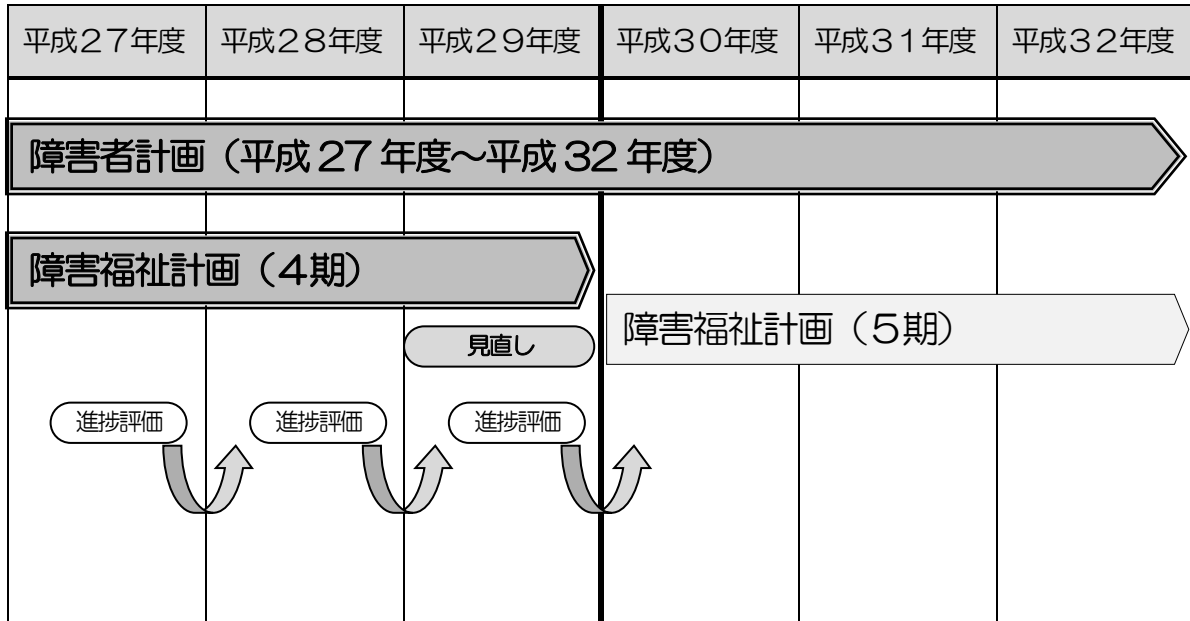 平成２７年度 平成２８年度 平成２９年度 平成３０年度 平成３１年度 平成３２年度
障害者計画（平成 27 年度～平成 32 年度）
障害福祉計画（４期）
障害福祉計画（５期）
見直し
進捗評価 進捗評価 進捗評価